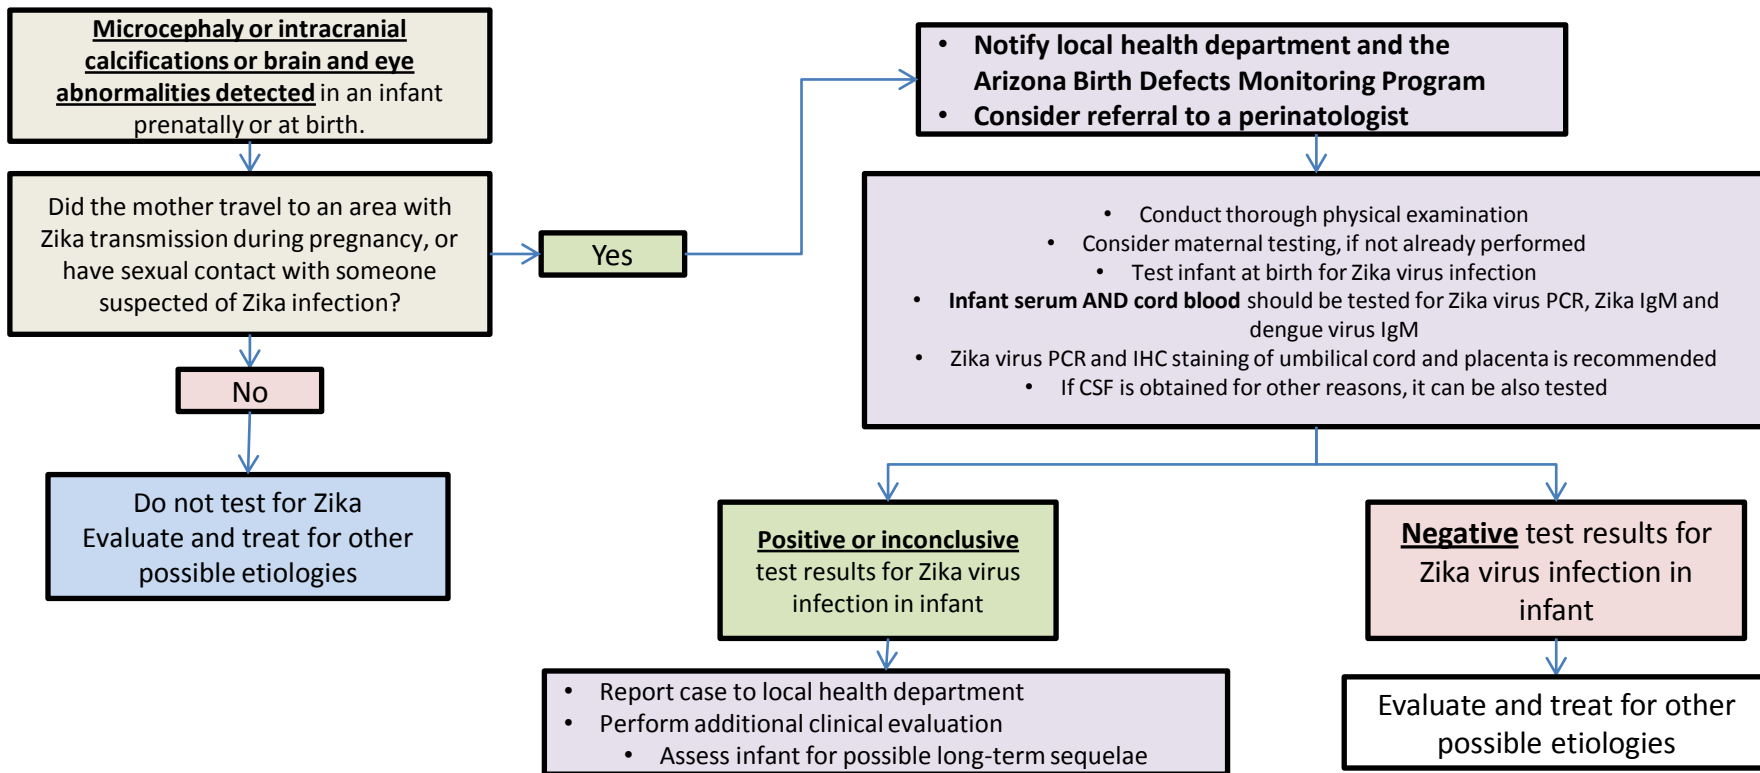 Microcephaly or intracranial
calcifications or brain and eye
abnormalities detected in an infant
prenatally or at birth.
Did the mother travel to an area with
Zika transmission during pregnancy, or
have sexual contact with someone
suspected of Zika infection?
Yes
No
Do not test for Zika
Evaluate and treat for other
possible etiologies
• Notify local health department and the
Arizona Birth Defects Monitoring Program
• Consider referral to a perinatologist
• Conduct thorough physical examination
• Consider maternal testing, if not already performed
• Test infant at birth for Zika virus infection
• Infant serum AND cord blood should be tested for Zika virus PCR, Zika IgM and
dengue virus IgM
• Zika virus PCR and IHC staining of umbilical cord and placenta is recommended
• If CSF is obtained for other reasons, it can be also tested
Positive or inconclusive
test results for Zika virus
infection in infant
• Report case to local health department
• Perform additional clinical evaluation
• Assess infant for possible long-term sequelae
Negative test results for
Zika virus infection in
infant
Evaluate and treat for other
possible etiologies